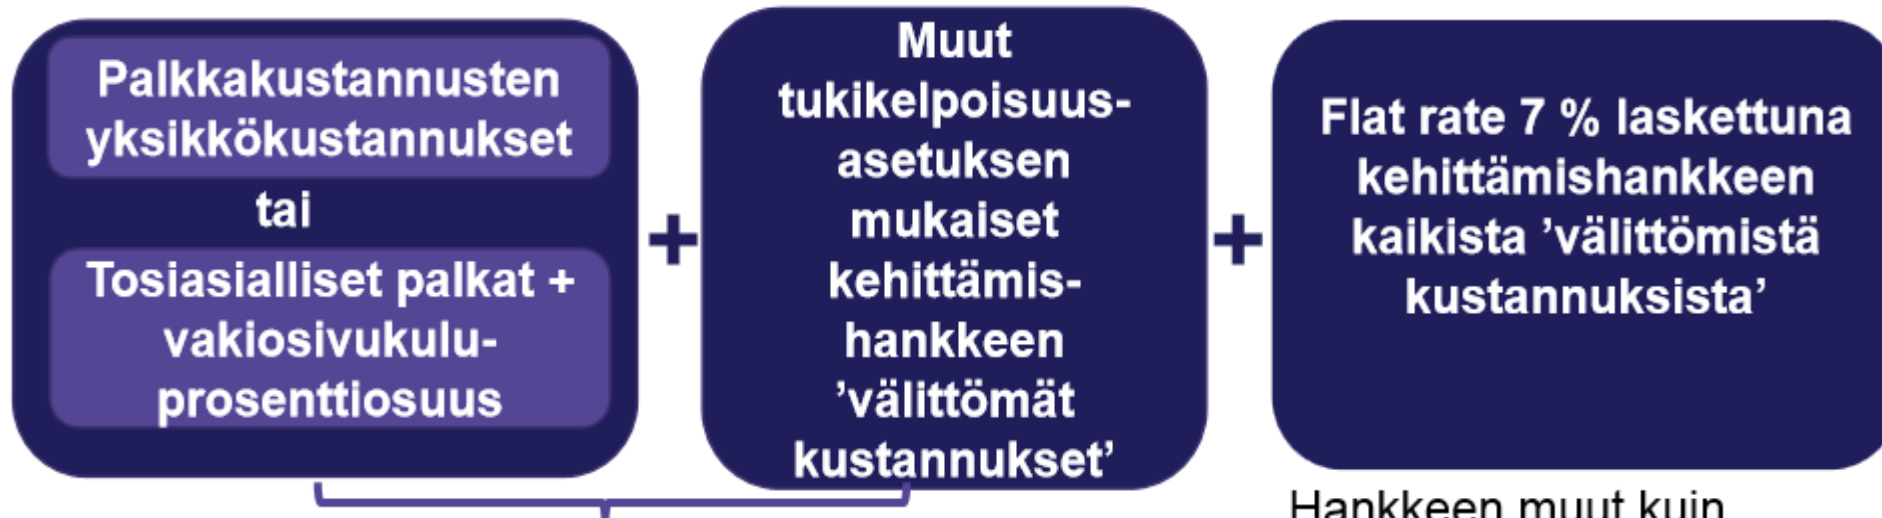 Palkkakustannusten
yksikkökustannukset
tai
Tosiasialliset palkat +
vakiosivukulu-
prosenttiosuus
+
Muut
tukikelpoisuus-
asetuksen
mukaiset
kehittämis-
hankkeen
’välittömät
kustannukset’
+
Flat rate 7 % laskettuna
kehittämishankkeen
kaikista ’välittömistä
kustannuksista’
Hankkeen muut kuin